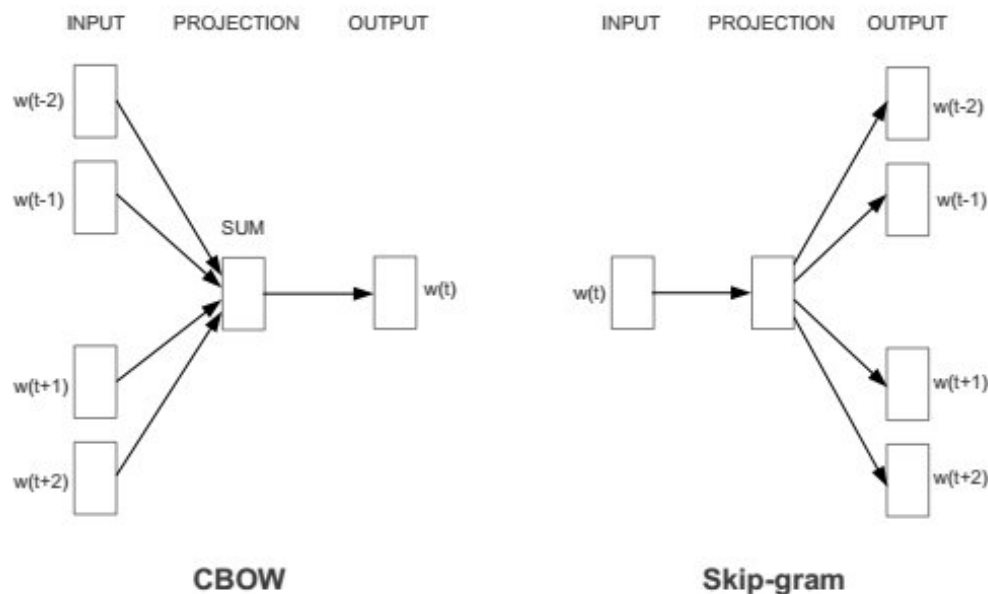 INPUT PROJECTION OUTPUT
w(t-2)
w(t-1)
SUM
w(t)
w(t+1)
w(t+2)
CBOW
INPUT PROJECTION OUTPUT
w(t-2)
w(t-1)
w(t)
w(t+1)
w(t+2)
Skip-gram